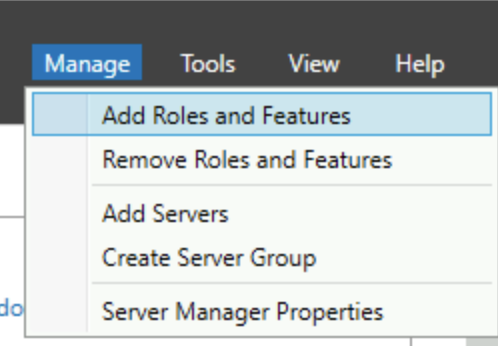 Manage Tools View Help
Add Roles and Features
Remove Roles and Features
Add Servers
Create Server Group
do
Server Manager Properties